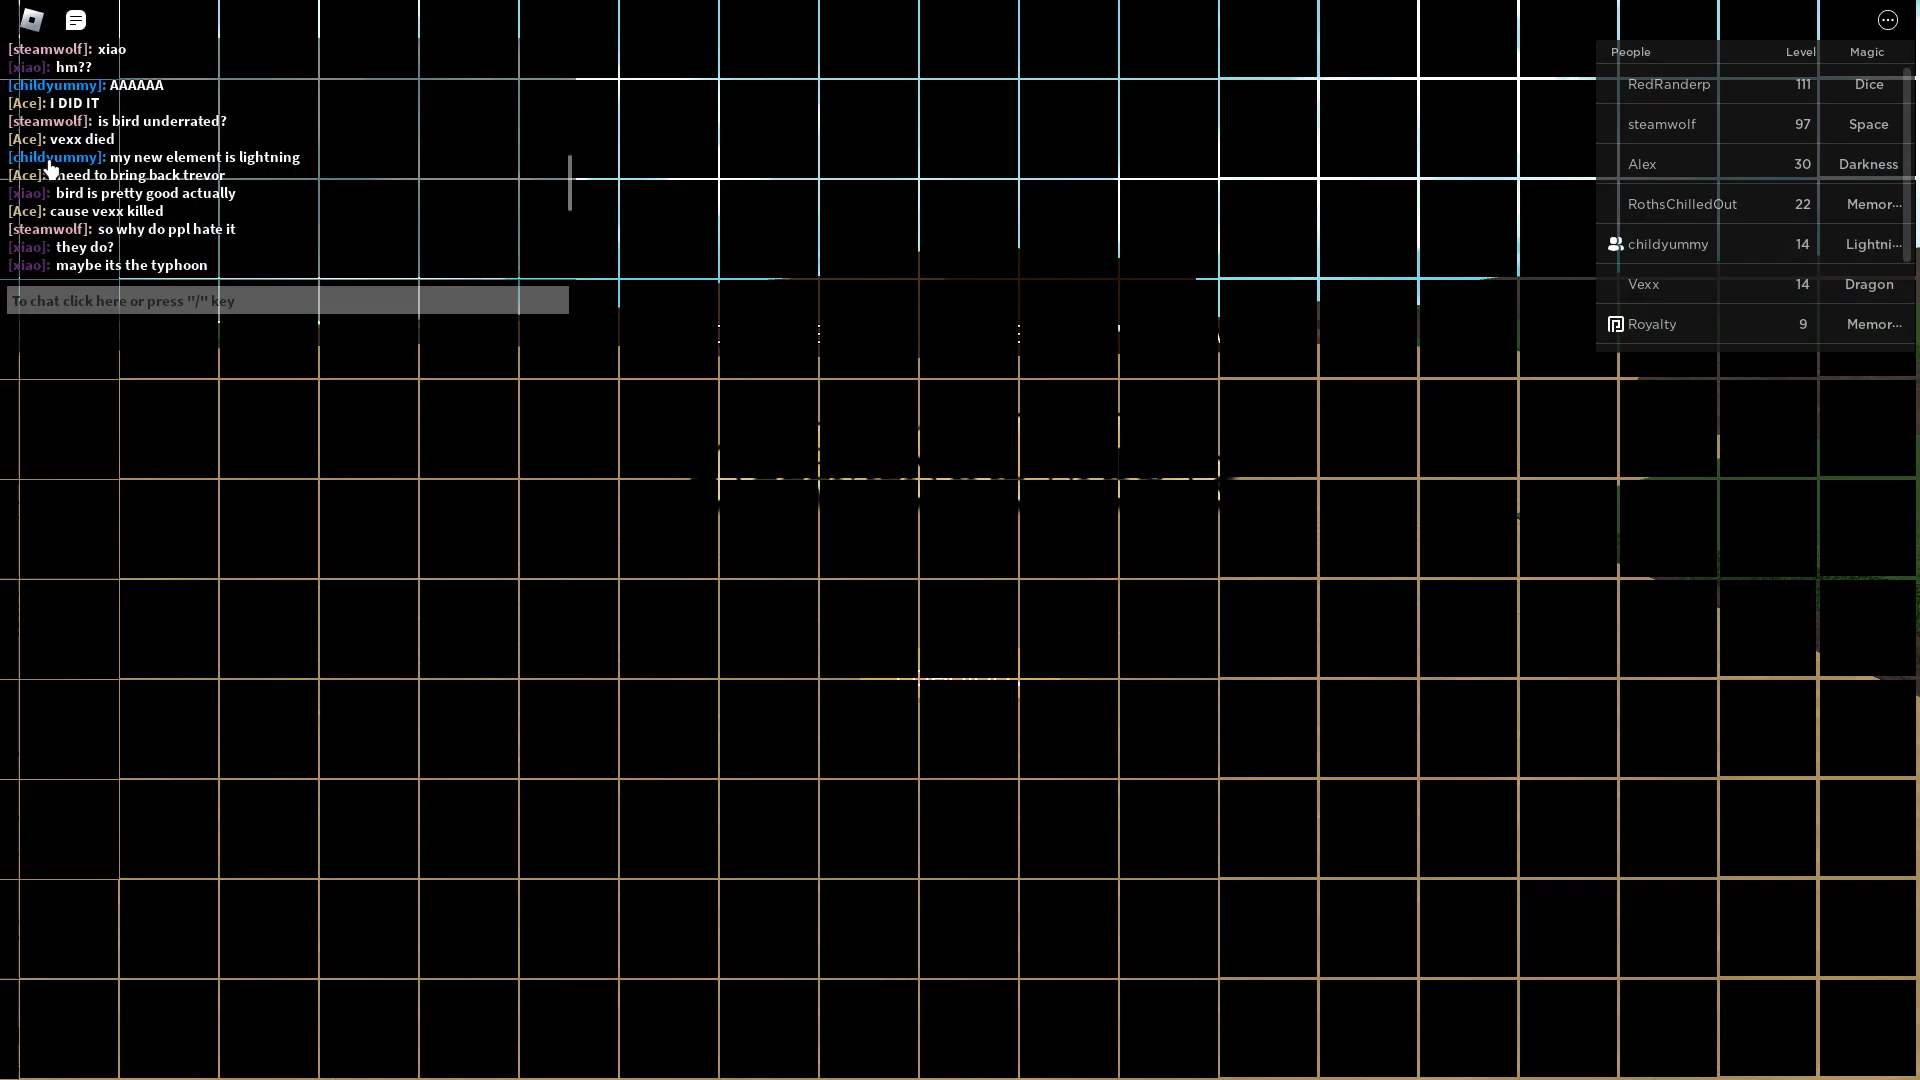 [steamwolf]: xiao
[xiao]: hm??
[childyummy]: AAAAAA
[Ace]: I DID IT
[steamwolf]: is bird underrated?
[Ace]: vexx died
[childyummy]: my new element is lightning
[Ace]: need to bring back trevor
[xiao]: bird is pretty good actually
[Ace]: cause vexx killed
[steamwolf]: so why do ppl hate it
[xiao]: they do?
[xiao]: maybe its the typhoon
To chat click here or press "/" key
People Level Magic
RedRanderp 111 Dice
steamwolf 97 Space
Alex 30 Darkness
RothsChilledOut 22 Memor...
childyummy 14 Lightni...
Vexx 14 Dragon
Royalty 9 Memor...